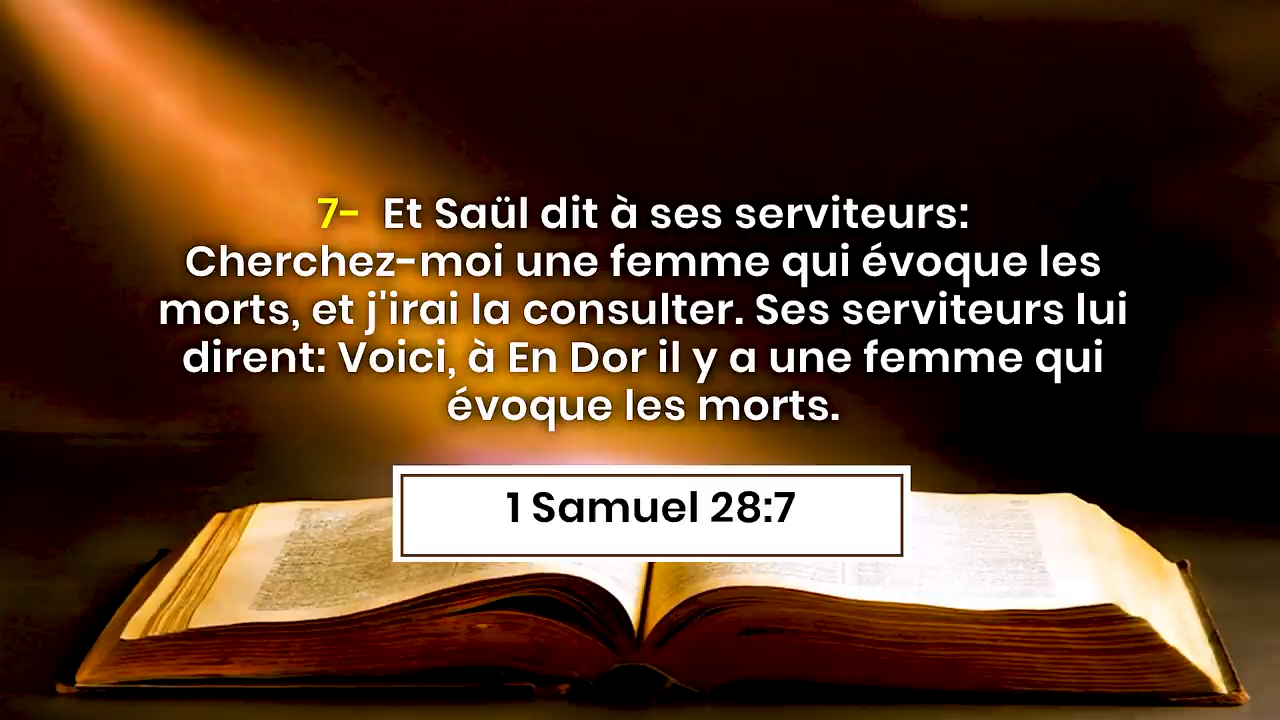 7- Et Saül dit à ses serviteurs:
Cherchez-moi une femme qui évoque les
morts, et j'irai la consulter. Ses serviteurs lui
dirent: Voici, à En Dor il y a une femme qui
évoque les morts.
1 Samuel 28:7